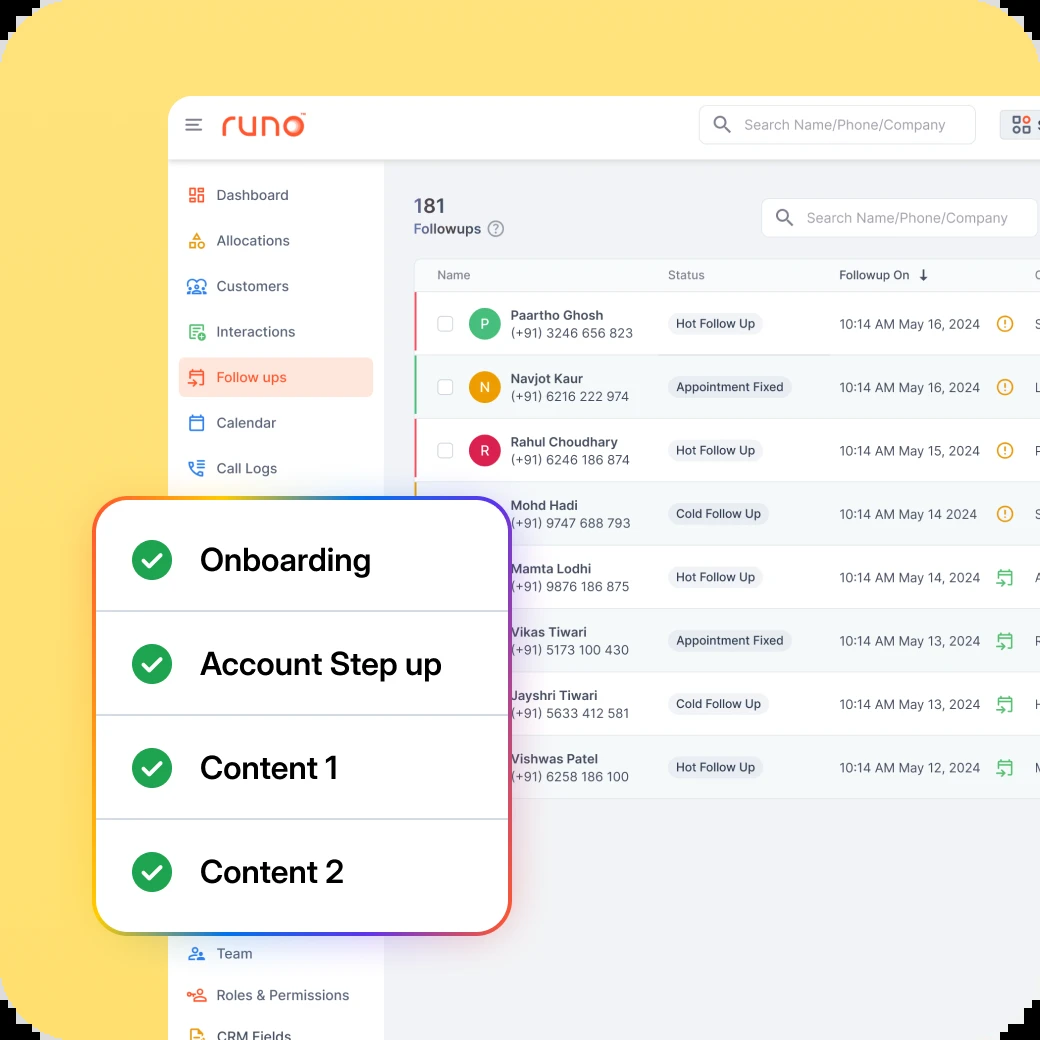 runo
Search Name/Phone/Company
Dashboard
Allocations
Customers
Interactions
Follow ups
Calendar
Call Logs
181
Followups ?
Search Name/Phone/Company
Name Status Followup On
P Paartho Ghosh
(+91) 3246 656 823 Hot Follow Up 10:14 AM May 16, 2024
N Navjot Kaur
(+91) 6216 222 974 Appointment Fixed 10:14 AM May 16, 2024
R Rahul Choudhary
(+91) 6246 186 874 Hot Follow Up 10:14 AM May 15, 2024
Mohd Hadi
(+91) 9747 688 793 Cold Follow Up 10:14 AM May 14 2024
Mamta Lodhi
(+91) 9876 186 875 Hot Follow Up 10:14 AM May 14, 2024
Vikas Tiwari
(+91) 5173 100 430 Appointment Fixed 10:14 AM May 13, 2024
Jayshri Tiwari
(+91) 5633 412 581 Cold Follow Up 10:14 AM May 13, 2024
Vishwas Patel
(+91) 6258 186 100 Hot Follow Up 10:14 AM May 12, 2024
Onboarding
Account Step up
Content 1
Content 2
Team
Roles & Permissions
CRM Fields